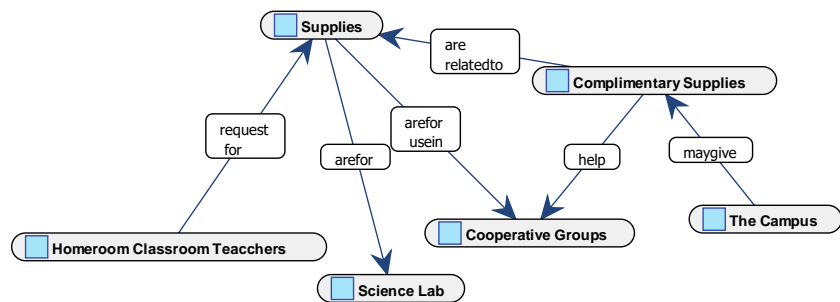 Supplies
are
relatedto
Complimentary Supplies
request
for
arefor
usein
arefor
help
maygive
The Campus
Cooperative Groups
Homeroom Classroom Teacchers
Science Lab